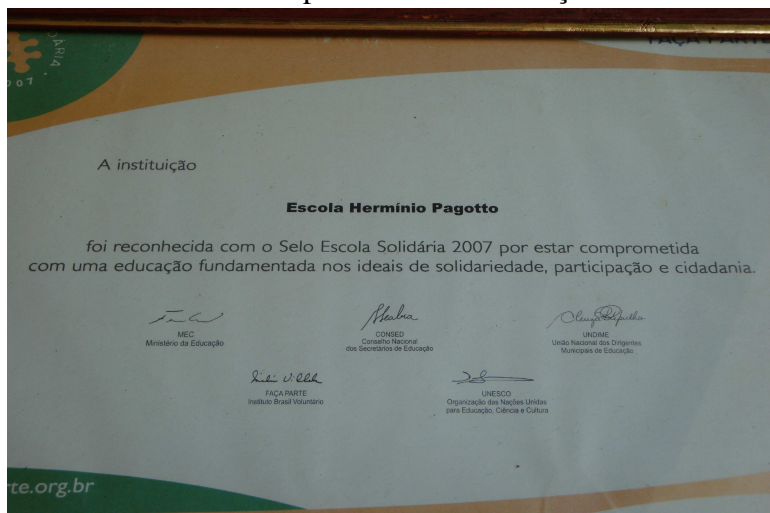 DÁRIA
007
FAÇA PARTE
A instituição
Escola Hermínio Pagotto
foi reconhecida com o Selo Escola Solidária 2007 por estar comprometida
com uma educação fundamentada nos ideais de solidariedade, participação e cidadania.
MEC
Ministério da Educação
CONSED
Conselho Nacional
dos Secretários de Educação
UNDIME
União Nacional dos Dirigentes
Municipais de Educação
FAÇA PARTE
Instituto Brasil Voluntário
UNESCO
Organização das Nações Unidas
para Educação, Ciência e Cultura
rte.org.br